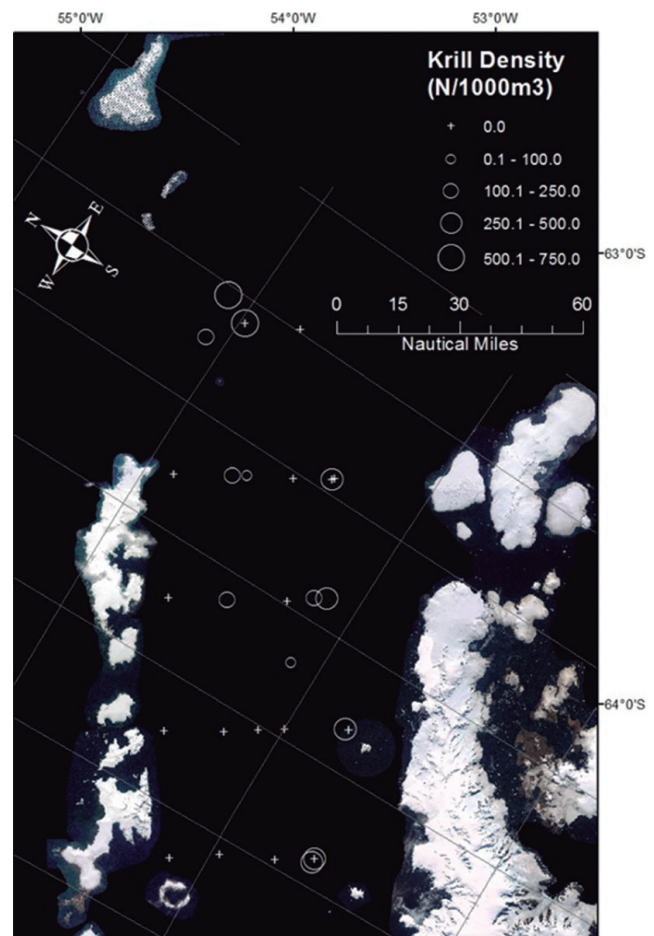 55°0'W 54°0'W 53°0'W
Krill Density
(N/1000m3)
0.0
0.1 - 100.0
100.1 - 250.0
250.1 - 500.0
500.1 - 750.0
N E
W S
63°0'S
0 15 30 60
Nautical Miles
64°0'S